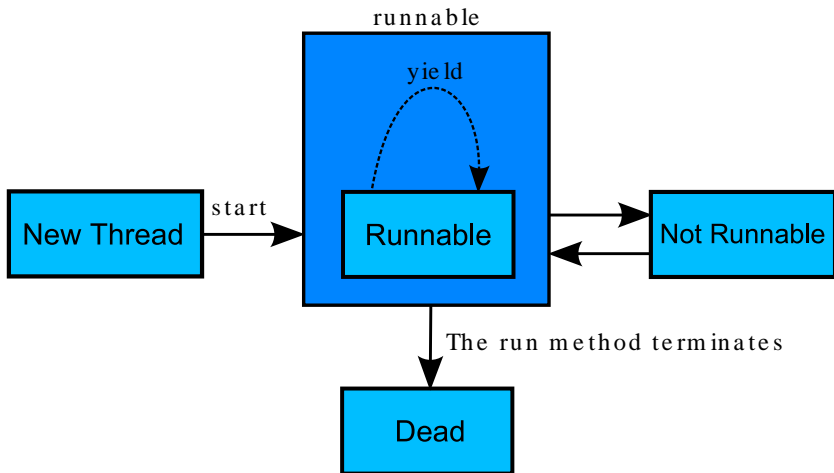 runnable
yield
New Thread
start
Runnable
Not Runnable
The run method terminates
Dead